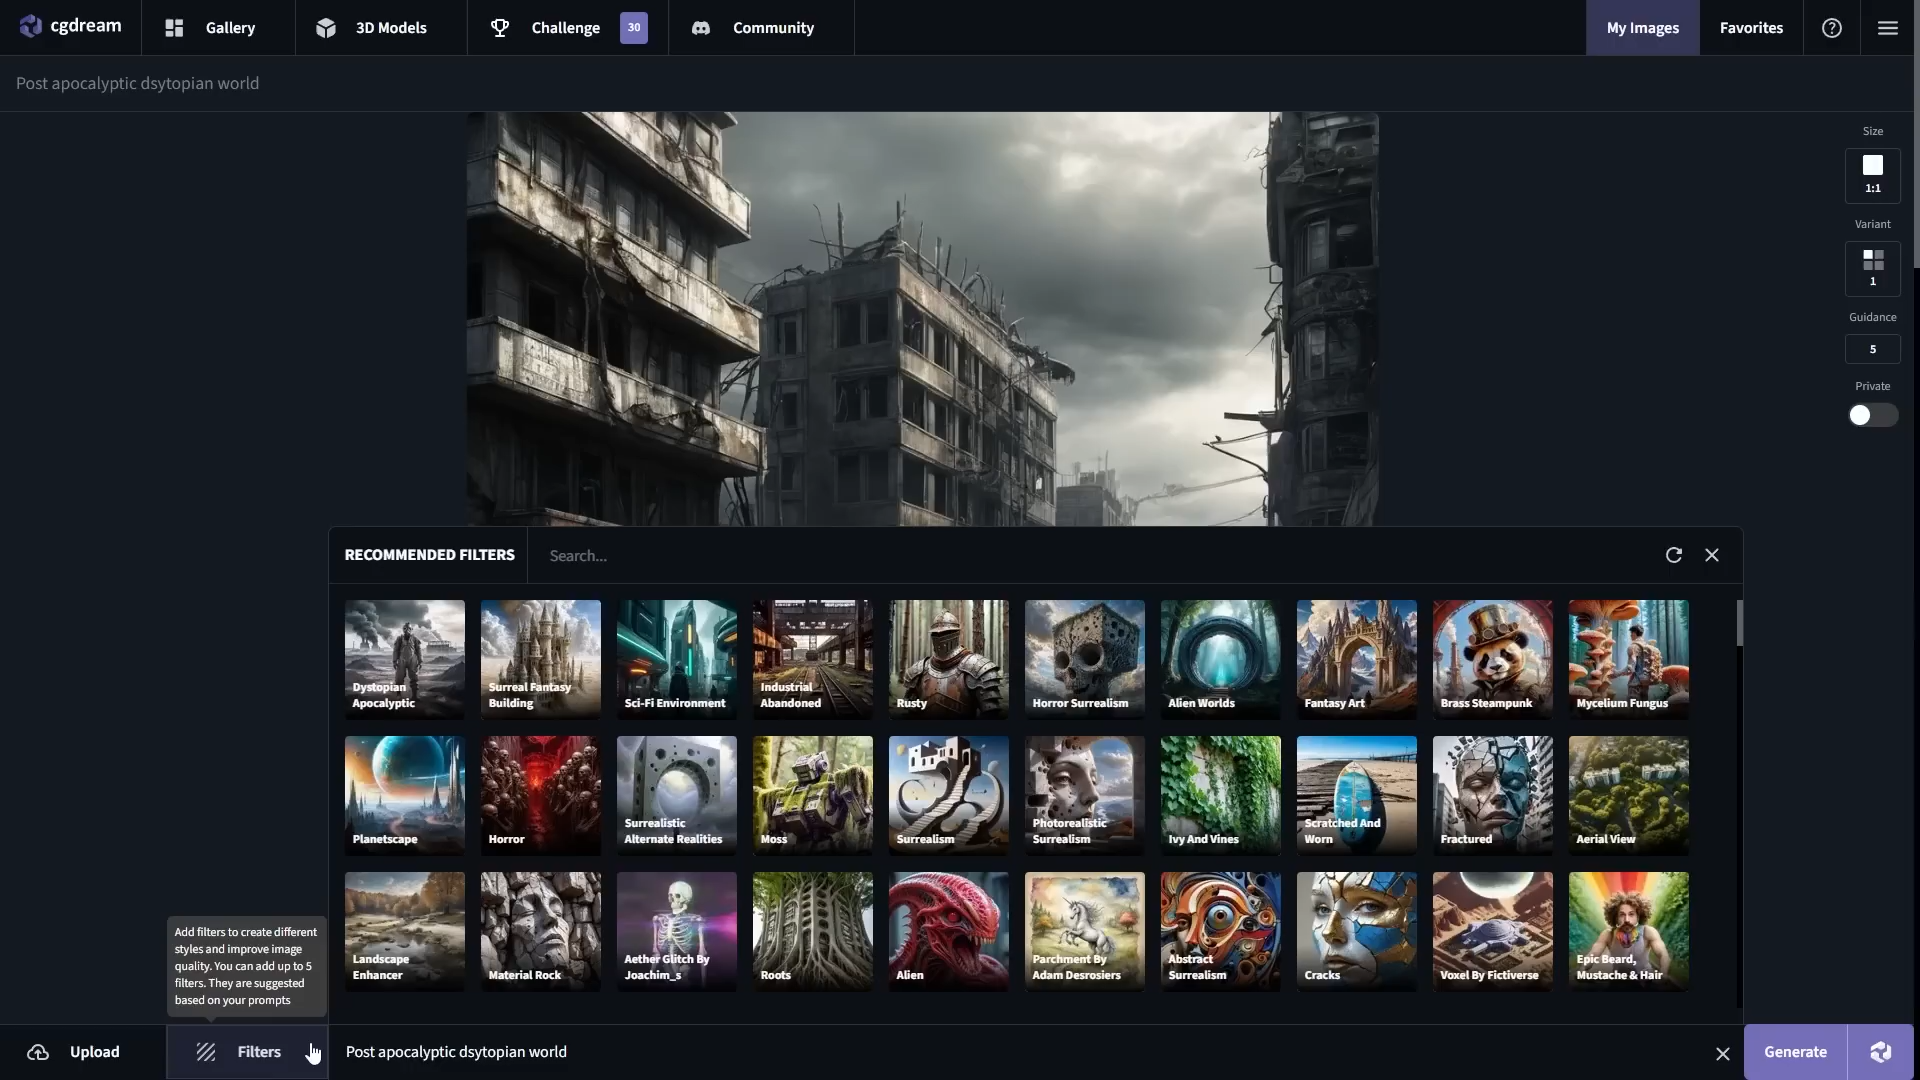 cgdream
Gallery
3D Models
Challenge
30
Community
My Images
Favorites
Post apocalyptic dsytopian world
Size
1:1
Variant
1
Guidance
5
Private
RECOMMENDED FILTERS
Search...
Dystopian
Apocalyptic
Surreal Fantasy
Building
Sci-Fi Environment
Industrial
Abandoned
Rusty
Horror Surrealism
Alien Worlds
Fantasy Art
Brass Steampunk
Mycelium Fungus
Planetscape
Horror
Surrealistic
Alternate Realities
Moss
Surrealism
Photorealistic
Surrealism
Ivy And Vines
Scratched And
Worn
Fractured
Aerial View
Landscape
Enhancer
Material Rock
Aether Glitch By
Joachim_s
Roots
Alien
Parchment By
Adam Desrosiers
Abstract
Surrealism
Cracks
Voxel By Fictiverse
Epic Beard,
Mustache & Hair
Add filters to create different
styles and improve image
quality. You can add up to 5
filters. They are suggested
based on your prompts
Upload
Filters
Post apocalyptic dsytopian world
Generate